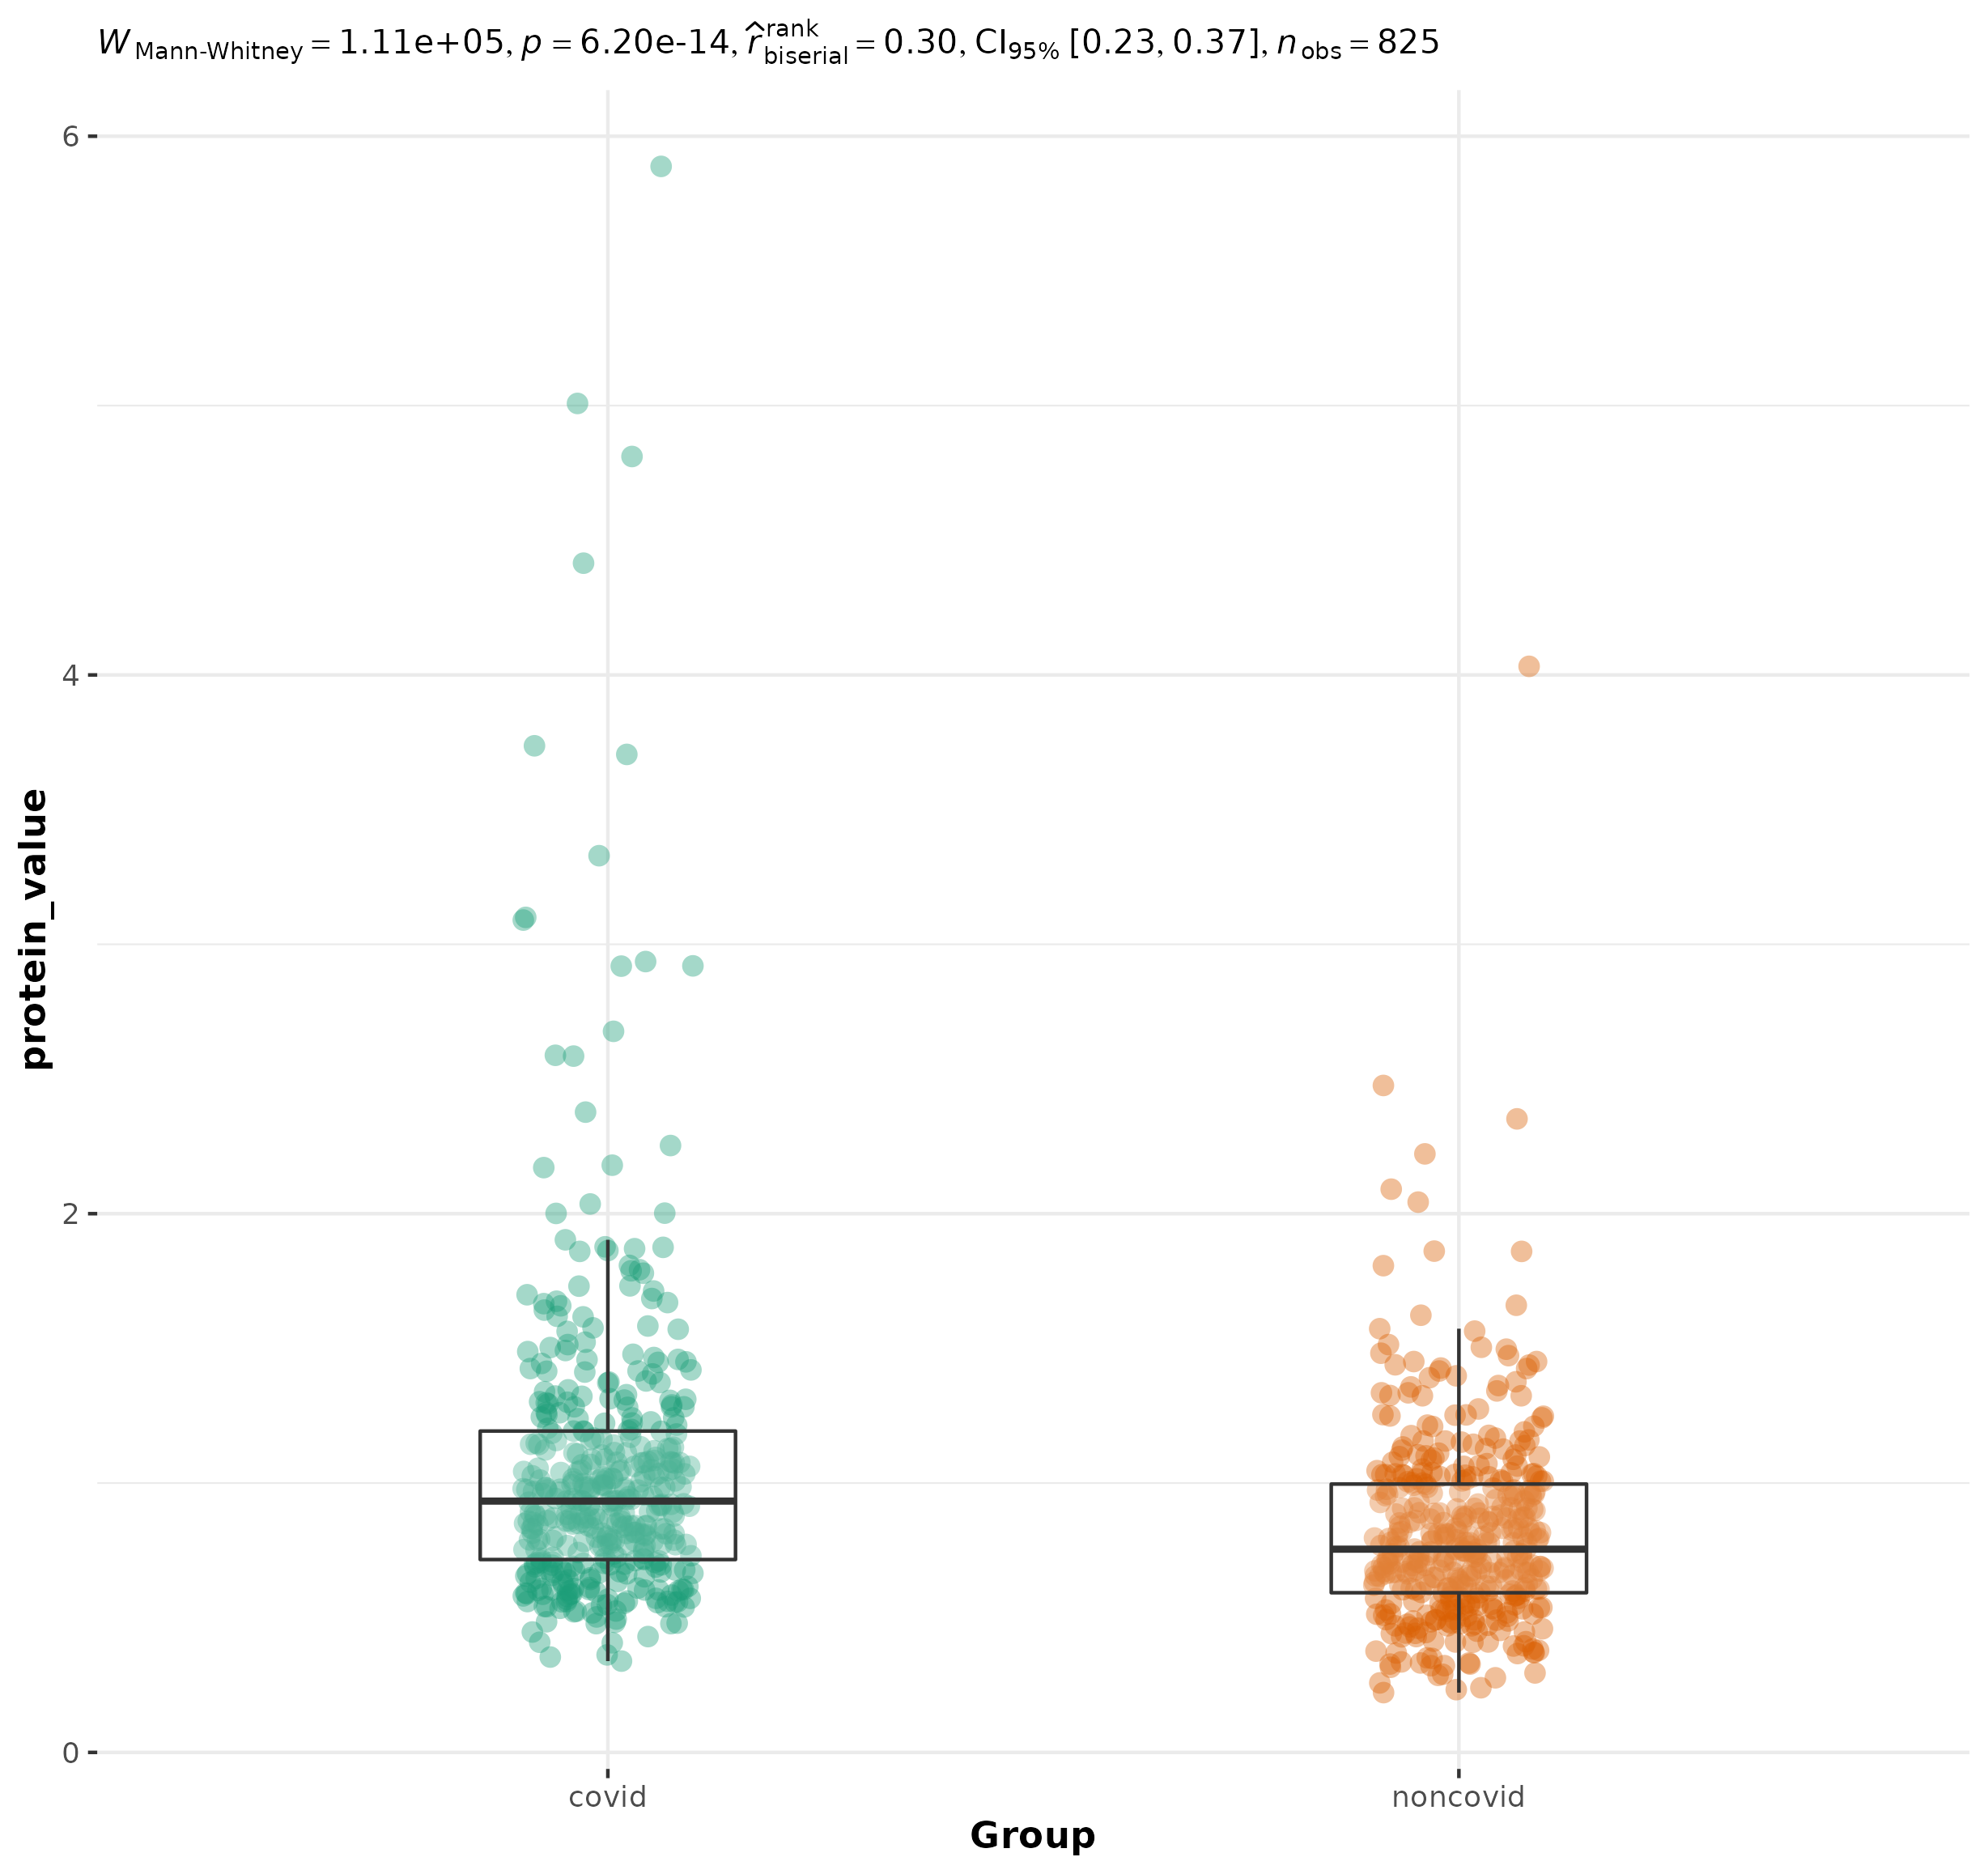 W Mann-Whitney = 1.11e+05, p = 6.20e-14, r̂ rank biserial = 0.30, CI95% [0.23, 0.37], n obs = 825
6
4
2
0
protein_value
covid
noncovid
Group